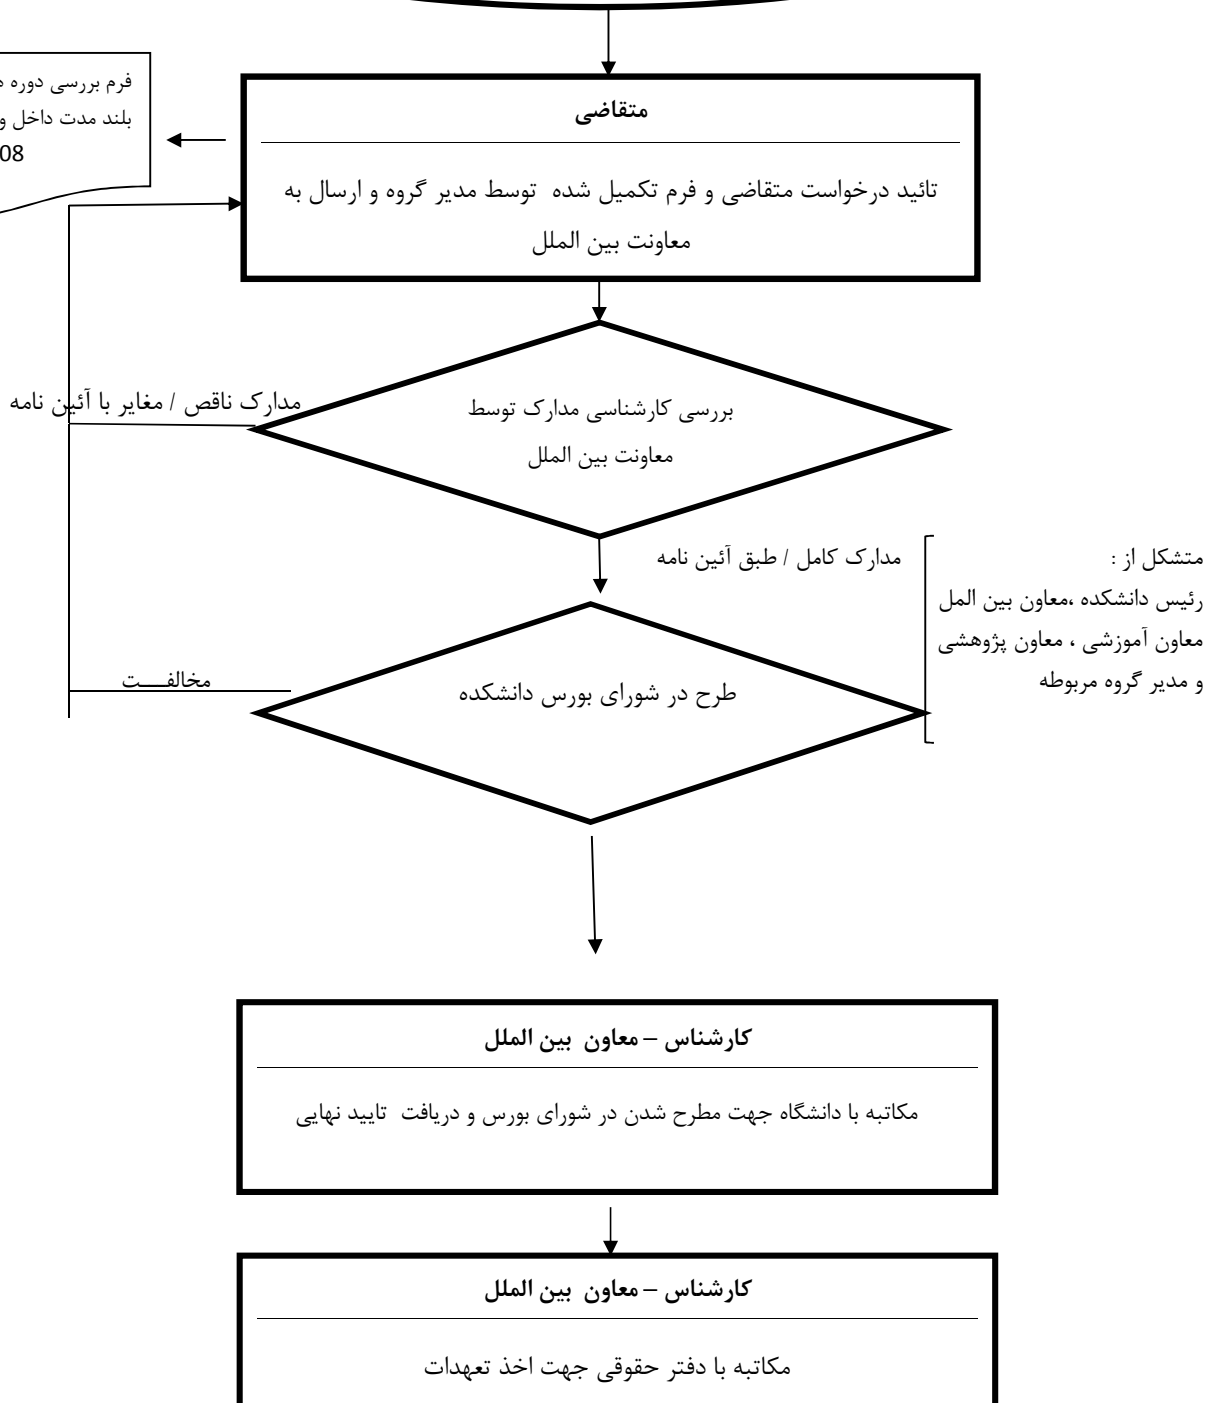 فرم بررسی دوره
بلند مدت داخل و
08
متقاضی
تائید درخواست متقاضی و فرم تکمیل شده توسط مدیر گروه و ارسال به
معاونت بین الملل
مدارک ناقص / مغایر با آئین نامه
بررسی کارشناسی مدارک توسط
معاونت بین الملل
مدارک کامل / طبق آئین نامه
متشکل از :
رئیس دانشکده ،معاون بین المل
معاون آموزشی ، معاون پژوهشی
و مدیر گروه مربوطه
مخالفـــت
طرح در شورای بورس دانشکده
کارشناس – معاون بین الملل
مکاتبه با دانشگاه جهت مطرح شدن در شورای بورس و دریافت تایید نهایی
کارشناس – معاون بین الملل
مکاتبه با دفتر حقوقی جهت اخذ تعهدات